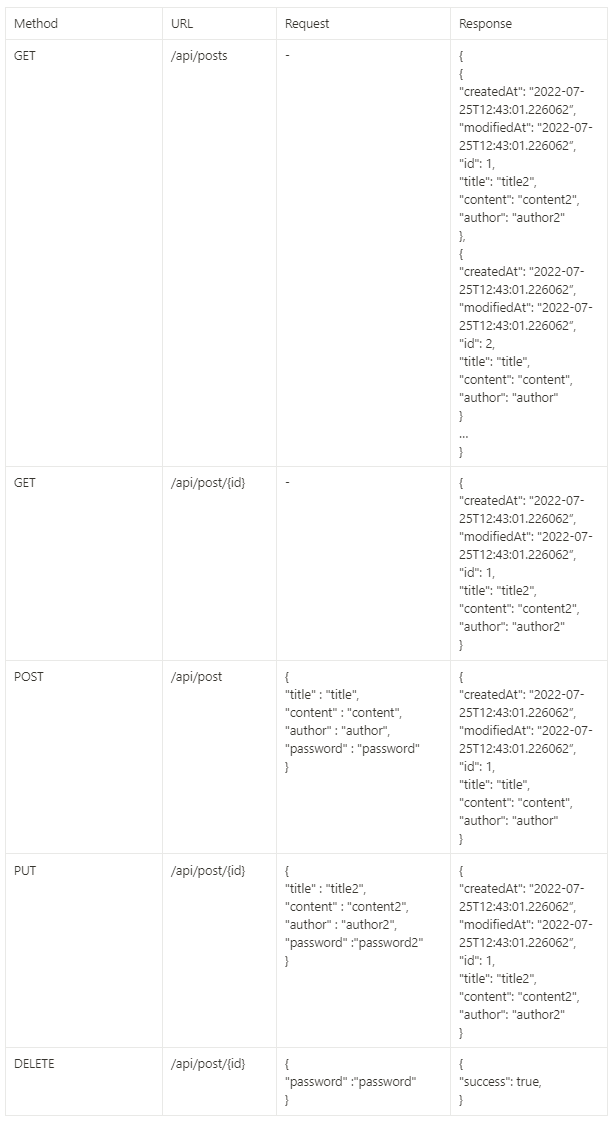 Method URL Request Response
GET /api/posts - {
{
"createdAt": "2022-07-
25T12:43:01.226062",
"modifiedAt": "2022-07-
25T12:43:01.226062",
"id": 1,
"title": "title2",
"content": "content2",
"author": "author2"
},
{
"createdAt": "2022-07-
25T12:43:01.226062",
"modifiedAt": "2022-07-
25T12:43:01.226062",
"id": 2,
"title": "title",
"content": "content",
"author": "author"
}
...
}
GET /api/post/{id} - {
"createdAt": "2022-07-
25T12:43:01.226062",
"modifiedAt": "2022-07-
25T12:43:01.226062",
"id": 1,
"title": "title2",
"content": "content2",
"author": "author2"
}
POST /api/post
{
"title" : "title",
"content" : "content",
"author" : "author",
"password" : "password"
}
{
"createdAt": "2022-07-
25T12:43:01.226062",
"modifiedAt": "2022-07-
25T12:43:01.226062",
"id": 1,
"title": "title",
"content": "content",
"author": "author"
}
PUT /api/post/{id}
{
"title" : "title2",
"content" : "content2",
"author" : "author2",
"password" :"password2"
}
{
"createdAt": "2022-07-
25T12:43:01.226062",
"modifiedAt": "2022-07-
25T12:43:01.226062",
"id": 1,
"title": "title2",
"content": "content2",
"author": "author2"
}
DELETE /api/post/{id}
{
"password" :"password"
}
{
"success": true,
}